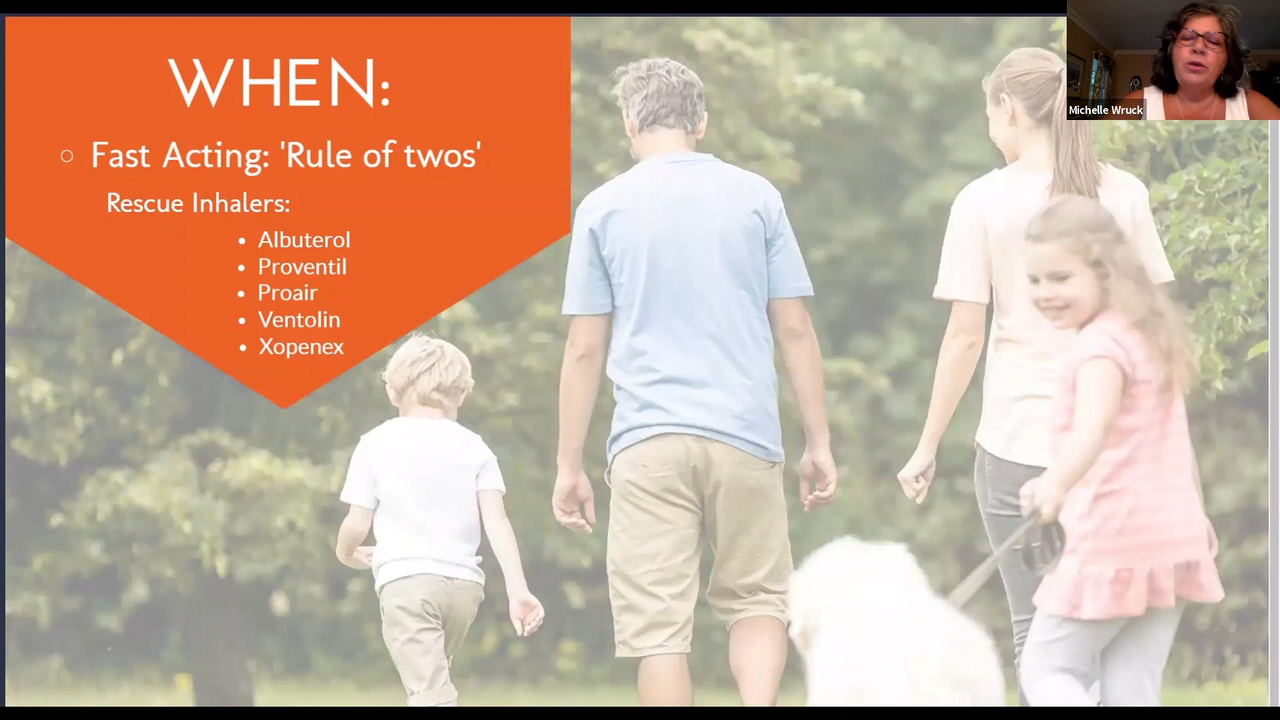 WHEN:
Fast Acting: 'Rule of twos'
Rescue Inhalers:
Albuterol
Proventil
Proair
Ventolin
Xopenex
Michelle Wruck